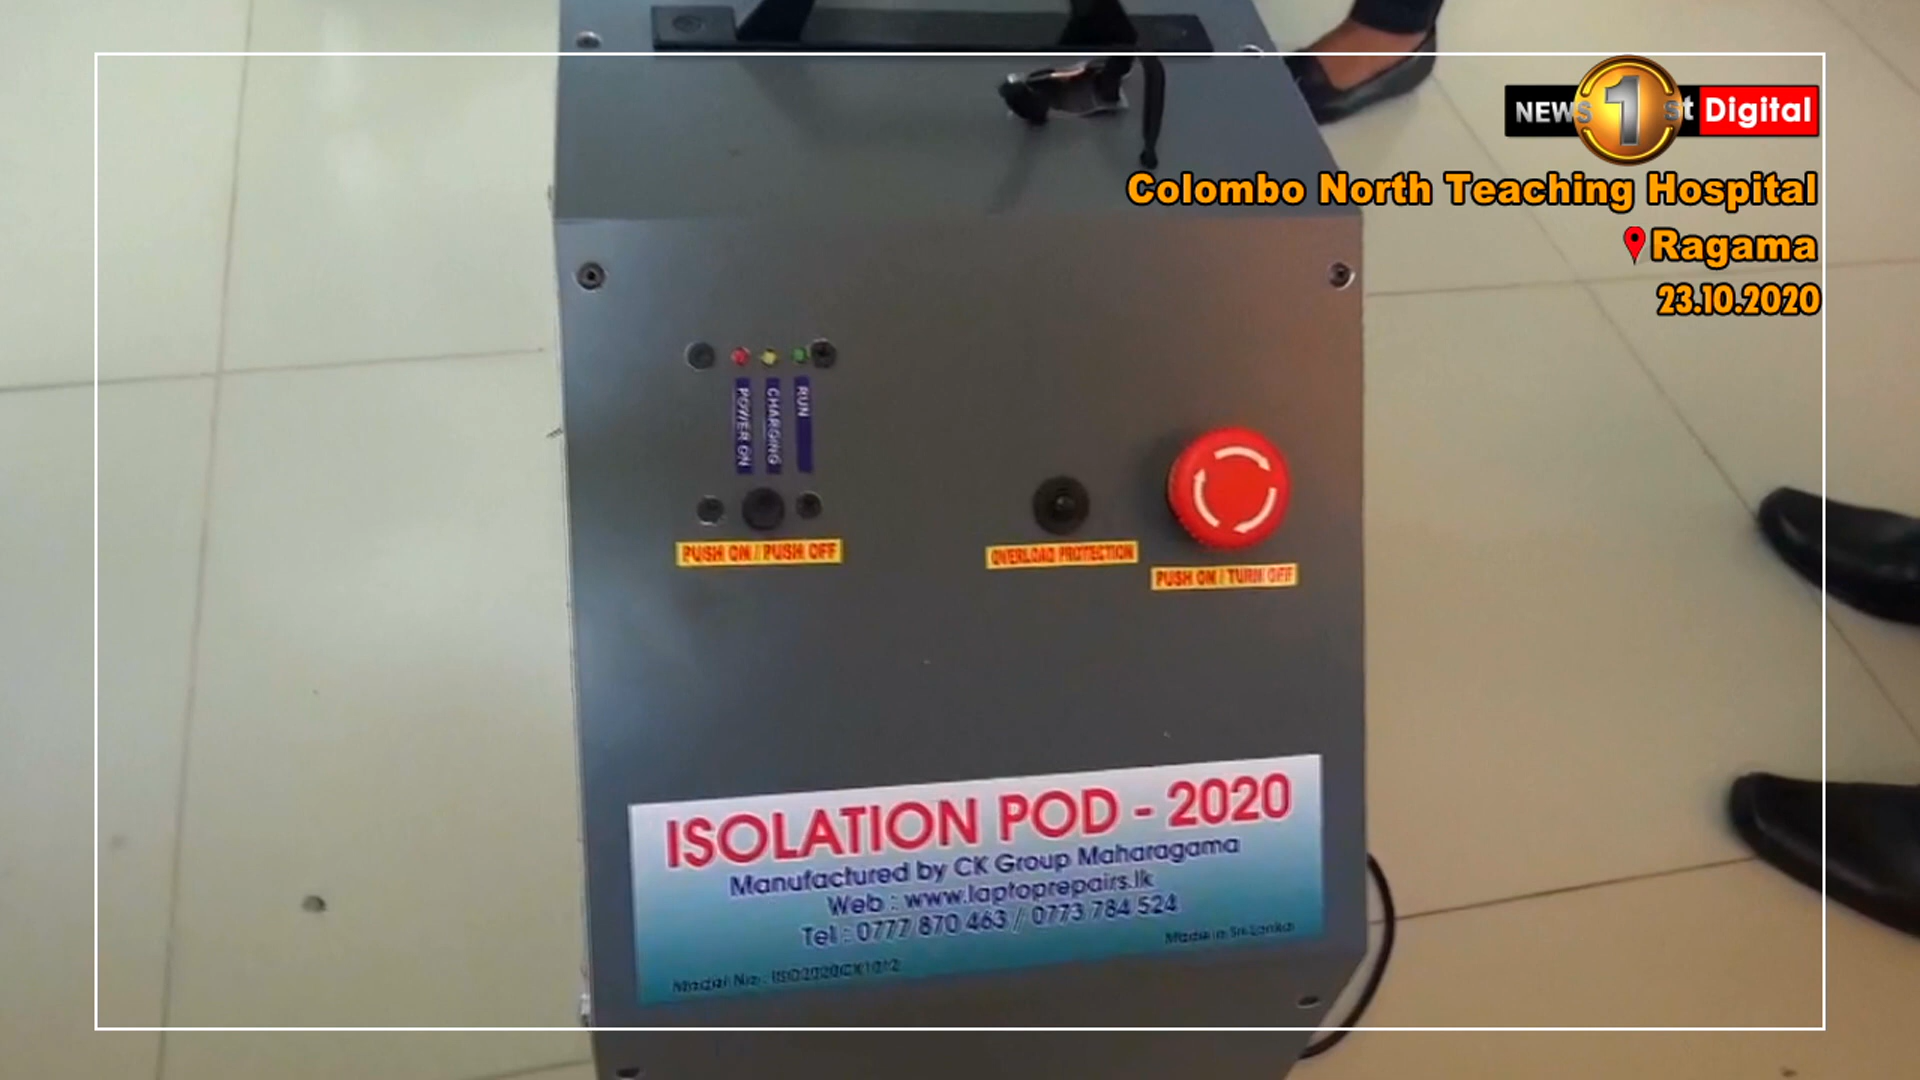 NEWS 1st Digital
Colombo North Teaching Hospital
Ragama
23.10.2020
POWER ON
CHARGING
RUN
PUSH ON / PUSH OFF
OVERLOAD PROTECTION
PUSH ON / TURN OFF
ISOLATION POD - 2020
Manufactured by CK Group Maharagama
Web : www.laptoprepairs.lk
Tel : 0777 870 463 / 0773 784 524
Made in Sri Lanka
Model No.